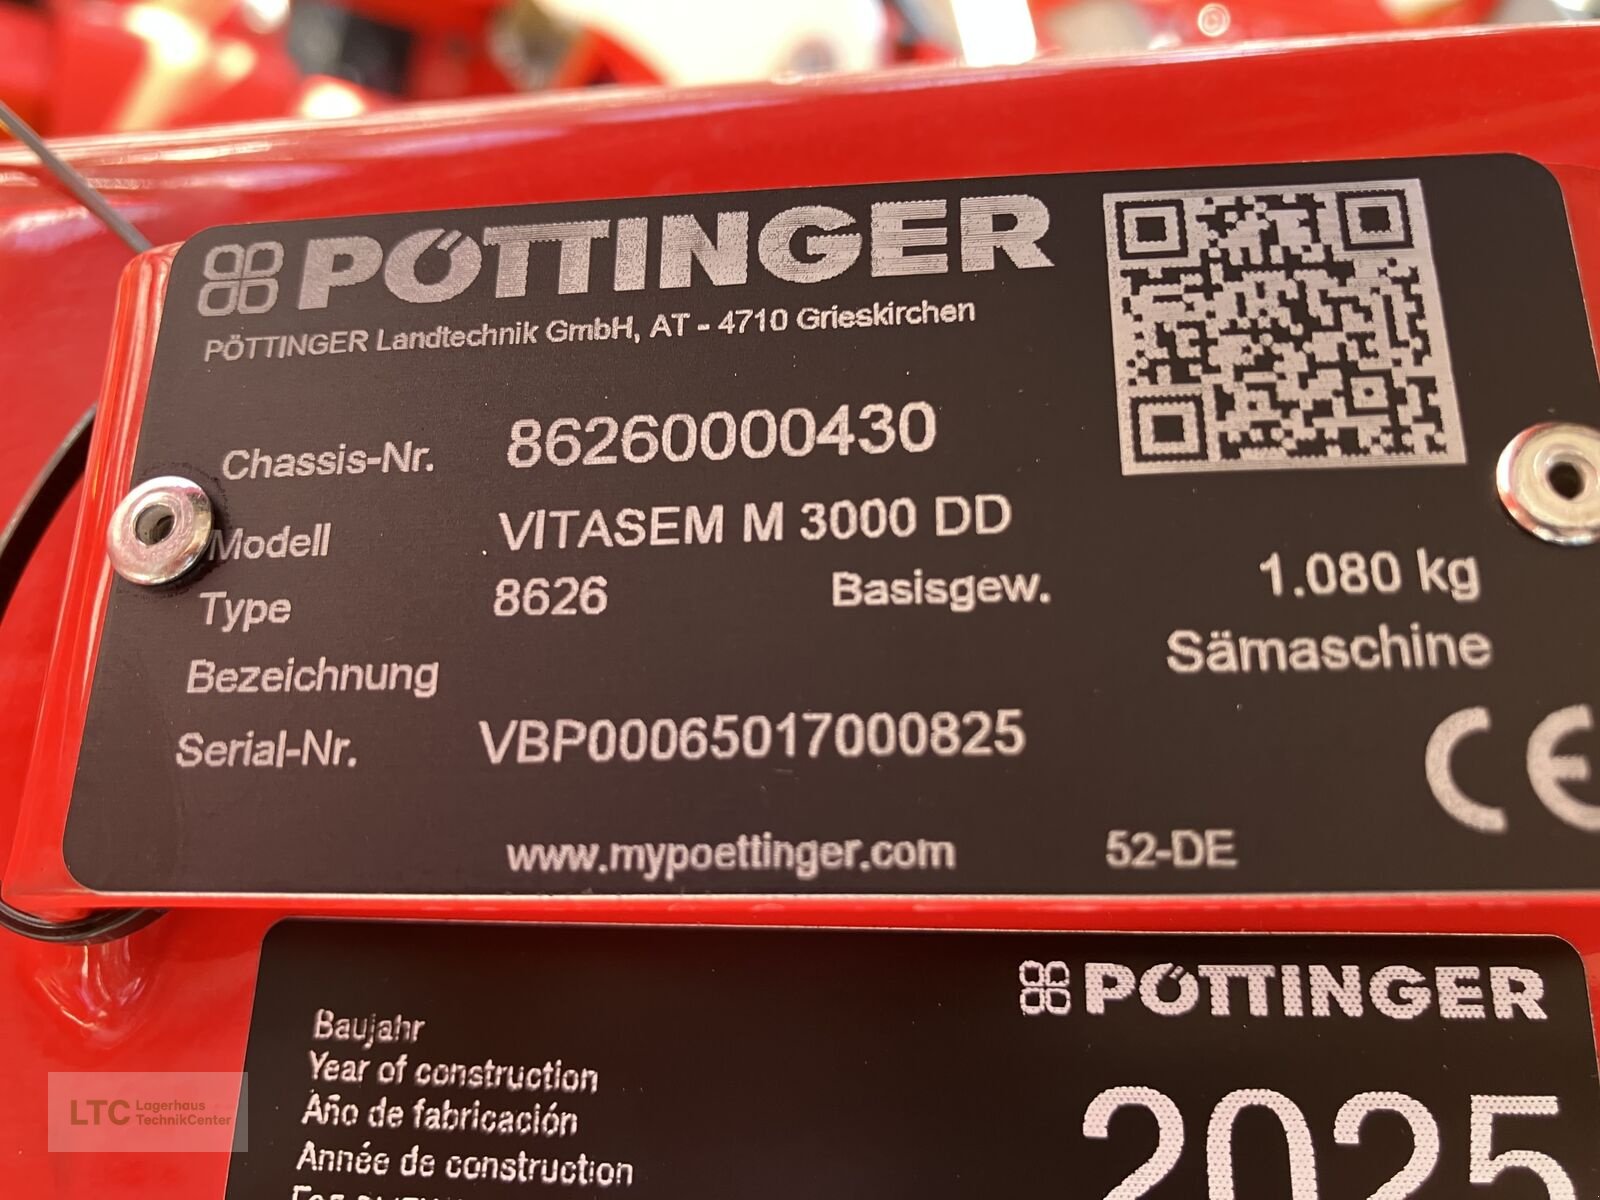 PÖTTINGER
PÖTTINGER Landtechnik GmbH, AT - 4710 Grieskirchen
Chassis-Nr. 86260000430
Modell VITASEM M 3000 DD
Type 8626 Basisgew. 1.080 kg
Bezeichnung Sämaschine
Serial-Nr. VBP00065017000825
CE
www.mypoettinger.com 52-DE
PÖTTINGER
Baujahr
Year of construction
Año de fabricación
Année de construction
2025
LTC Lagerhaus
TechnikCenter